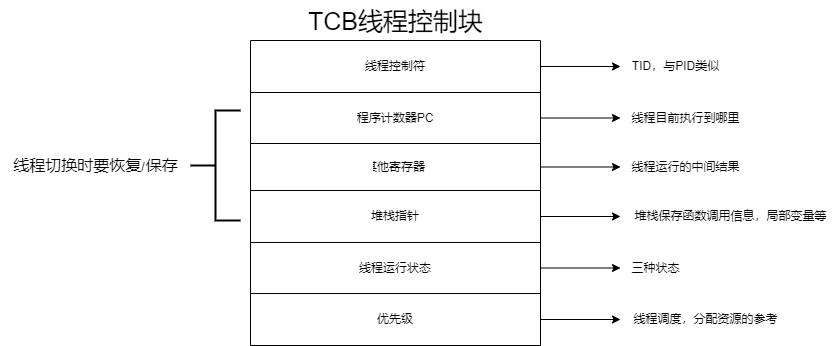 TCB线程控制块
线程控制符
TID，与PID类似
程序计数器PC
线程目前执行到哪里
线程切换时要恢复/保存
其他寄存器
线程运行的中间结果
堆栈指针
堆栈保存函数调用信息，局部变量等
线程运行状态
三种状态
优先级
线程调度，分配资源的参考